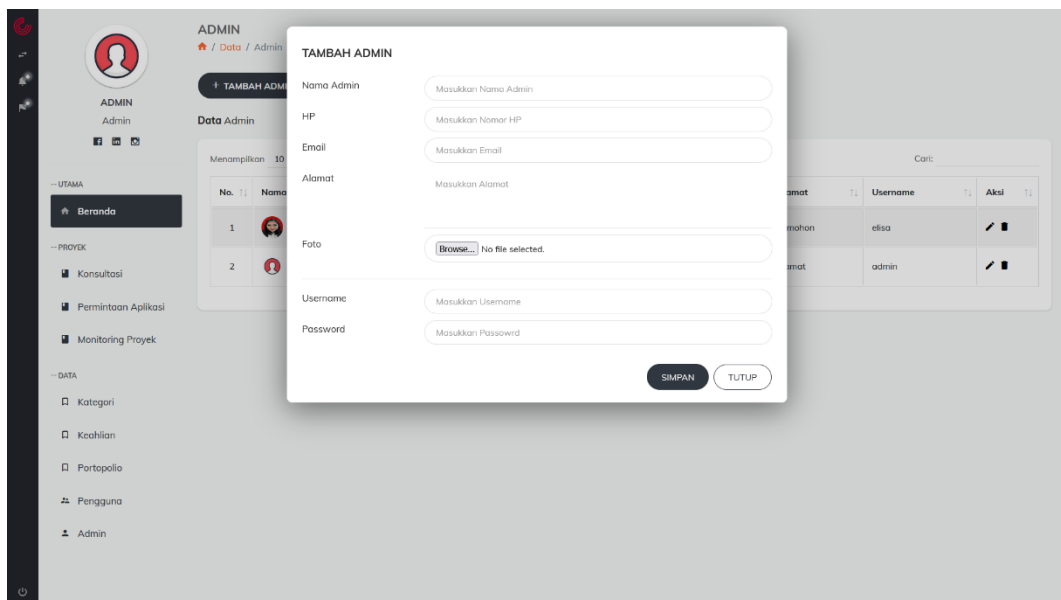 ADMIN
Admin
-- UTAMA
Beranda
-- PROYEK
Konsultasi
Permintaan Aplikasi
Monitoring Proyek
-- DATA
Kategori
Keahlian
Portopolio
Pengguna
Admin
ADMIN
/ Data / Admin
+ TAMBAH ADMI
Data Admin
Menampilkan 10
Cari:
No. Nama amat Username Aksi
1 mohon elisa
2 amat admin
TAMBAH ADMIN
Nama Admin Masukkan Nama Admin
HP Masukkan Nomor HP
Email Masukkan Email
Alamat Masukkan Alamat
Foto Browse... No file selected.
Username Masukkan Username
Password Masukkan Passowrd
SIMPAN TUTUP